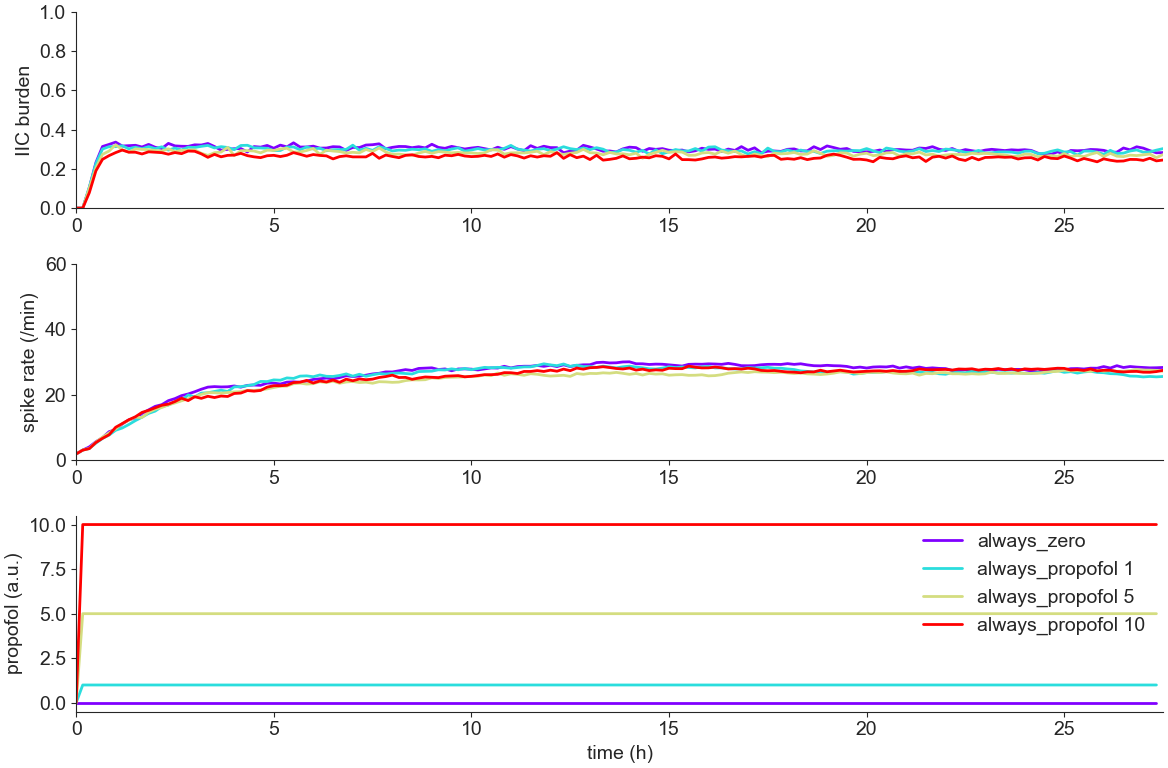 IIC burden
1.0
0.8
0.6
0.4
0.2
0.0
0 5 10 15 20 25
spike rate (/min)
60
40
20
0
0 5 10 15 20 25
propofol (a.u.)
10.0
7.5
5.0
2.5
0.0
always_zero
always_propofol 1
always_propofol 5
always_propofol 10
0 5 10 15 20 25
time (h)